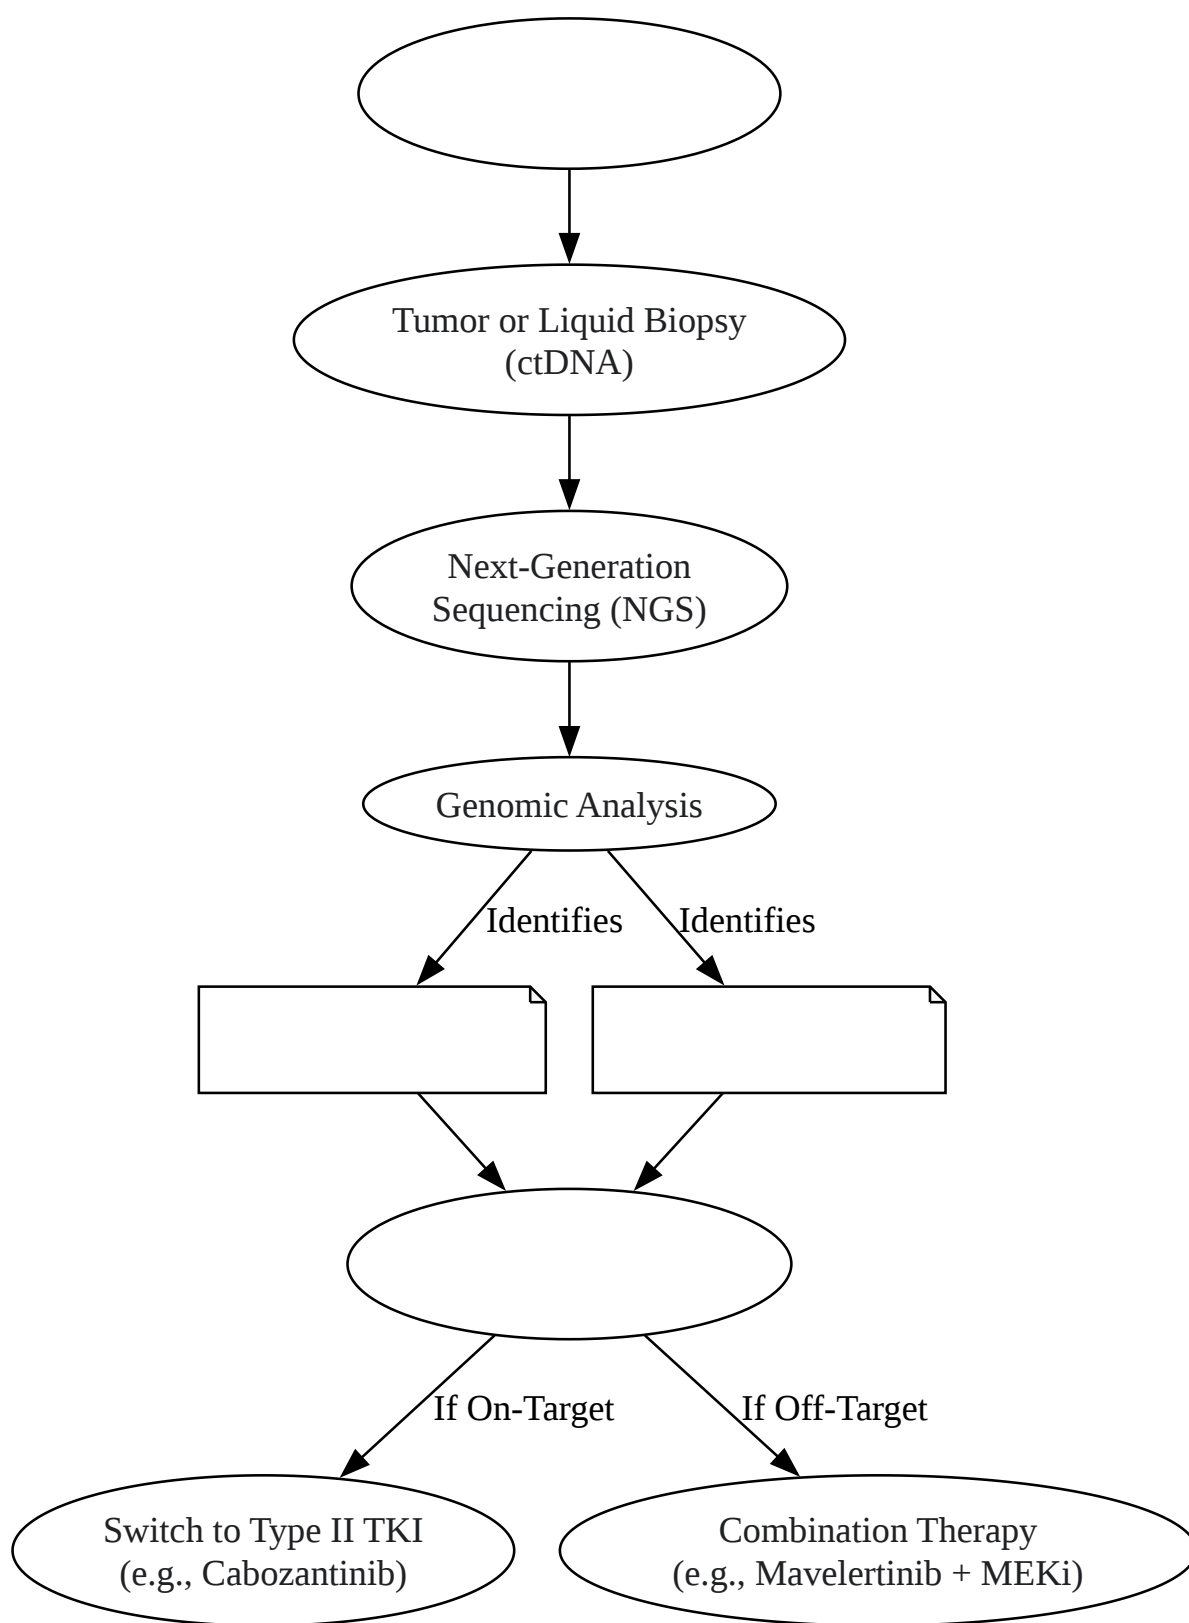 Tumor or Liquid Biopsy
(ctDNA)
Next-Generation
Sequencing (NGS)
Genomic Analysis
Identifies
Identifies
If On-Target
If Off-Target
Switch to Type II TKI
(e.g., Cabozantinib)
Combination Therapy
(e.g., Mavelertinib + MEKi)